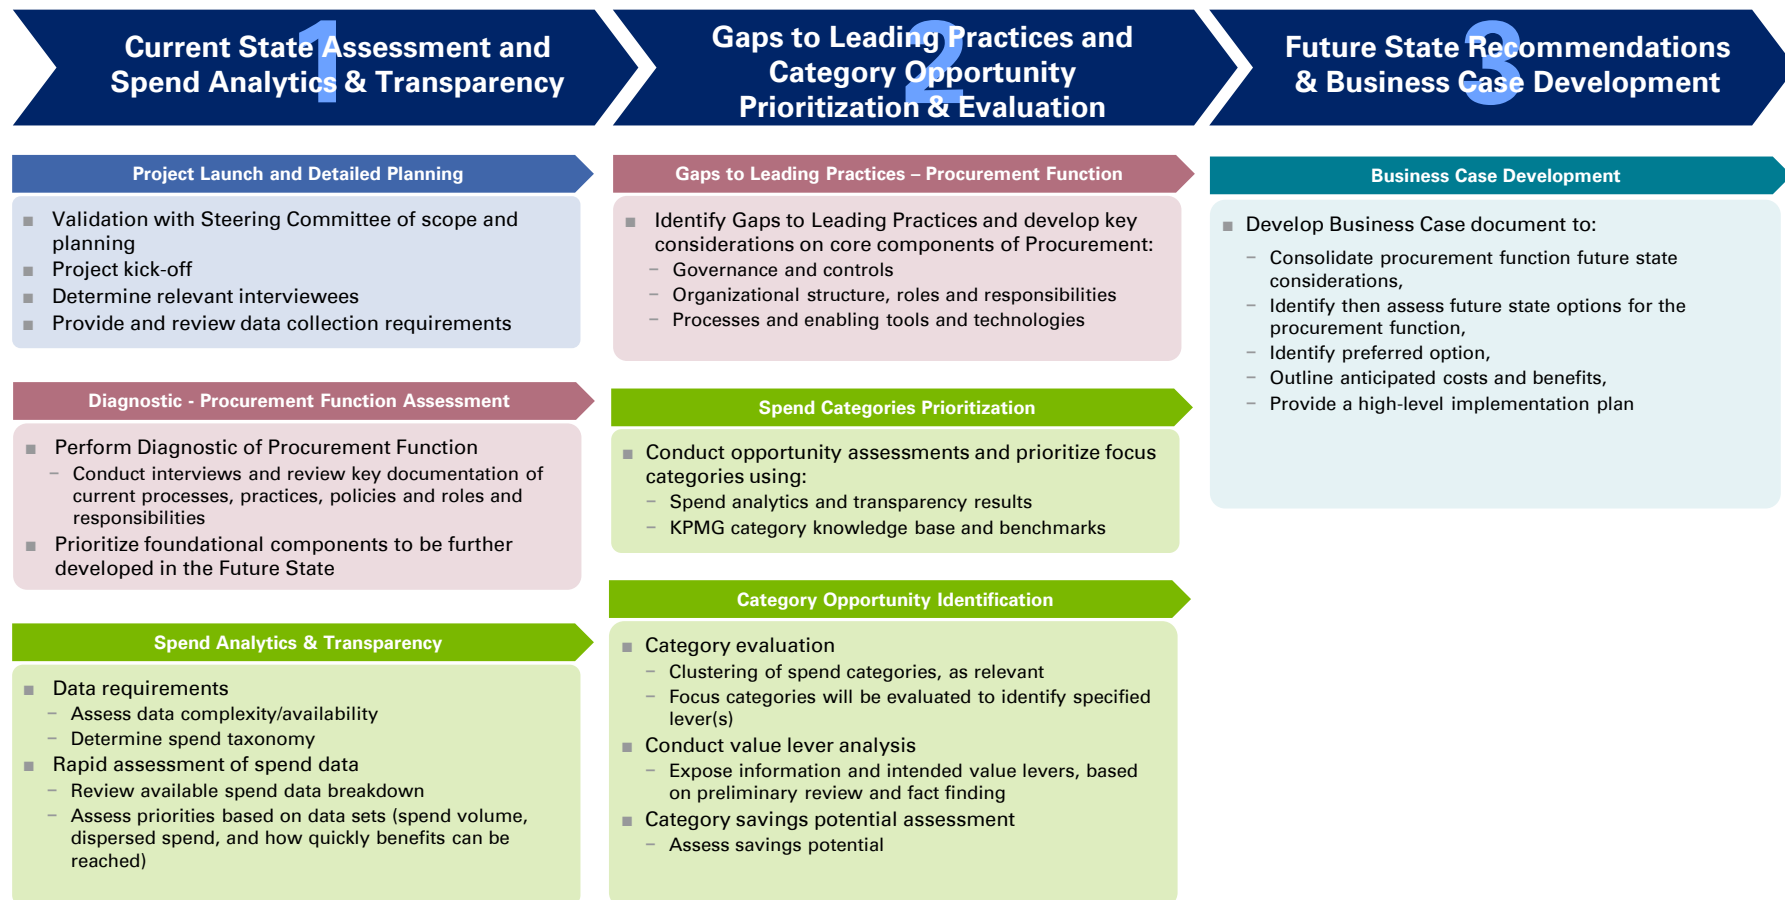 1
Current State Assessment and
Spend Analytics & Transparency
2
Gaps to Leading Practices and
Category Opportunity
Prioritization & Evaluation
3
Future State Recommendations
& Business Case Development
Project Launch and Detailed Planning
■ Validation with Steering Committee of scope and
planning
■ Project kick-off
■ Determine relevant interviewees
■ Provide and review data collection requirements
Diagnostic - Procurement Function Assessment
■ Perform Diagnostic of Procurement Function
– Conduct interviews and review key documentation of
current processes, practices, policies and roles and
responsibilities
■ Prioritize foundational components to be further
developed in the Future State
Spend Analytics & Transparency
■ Data requirements
– Assess data complexity/availability
– Determine spend taxonomy
■ Rapid assessment of spend data
– Review available spend data breakdown
– Assess priorities based on data sets (spend volume,
dispersed spend, and how quickly benefits can be
reached)
Gaps to Leading Practices – Procurement Function
■ Identify Gaps to Leading Practices and develop key
considerations on core components of Procurement:
– Governance and controls
– Organizational structure, roles and responsibilities
– Processes and enabling tools and technologies
Spend Categories Prioritization
■ Conduct opportunity assessments and prioritize focus
categories using:
– Spend analytics and transparency results
– KPMG category knowledge base and benchmarks
Category Opportunity Identification
■ Category evaluation
– Clustering of spend categories, as relevant
– Focus categories will be evaluated to identify specified
lever(s)
■ Conduct value lever analysis
– Expose information and intended value levers, based
on preliminary review and fact finding
■ Category savings potential assessment
– Assess savings potential
Business Case Development
■ Develop Business Case document to:
– Consolidate procurement function future state
considerations,
– Identify then assess future state options for the
procurement function,
– Identify preferred option,
– Outline anticipated costs and benefits,
– Provide a high-level implementation plan